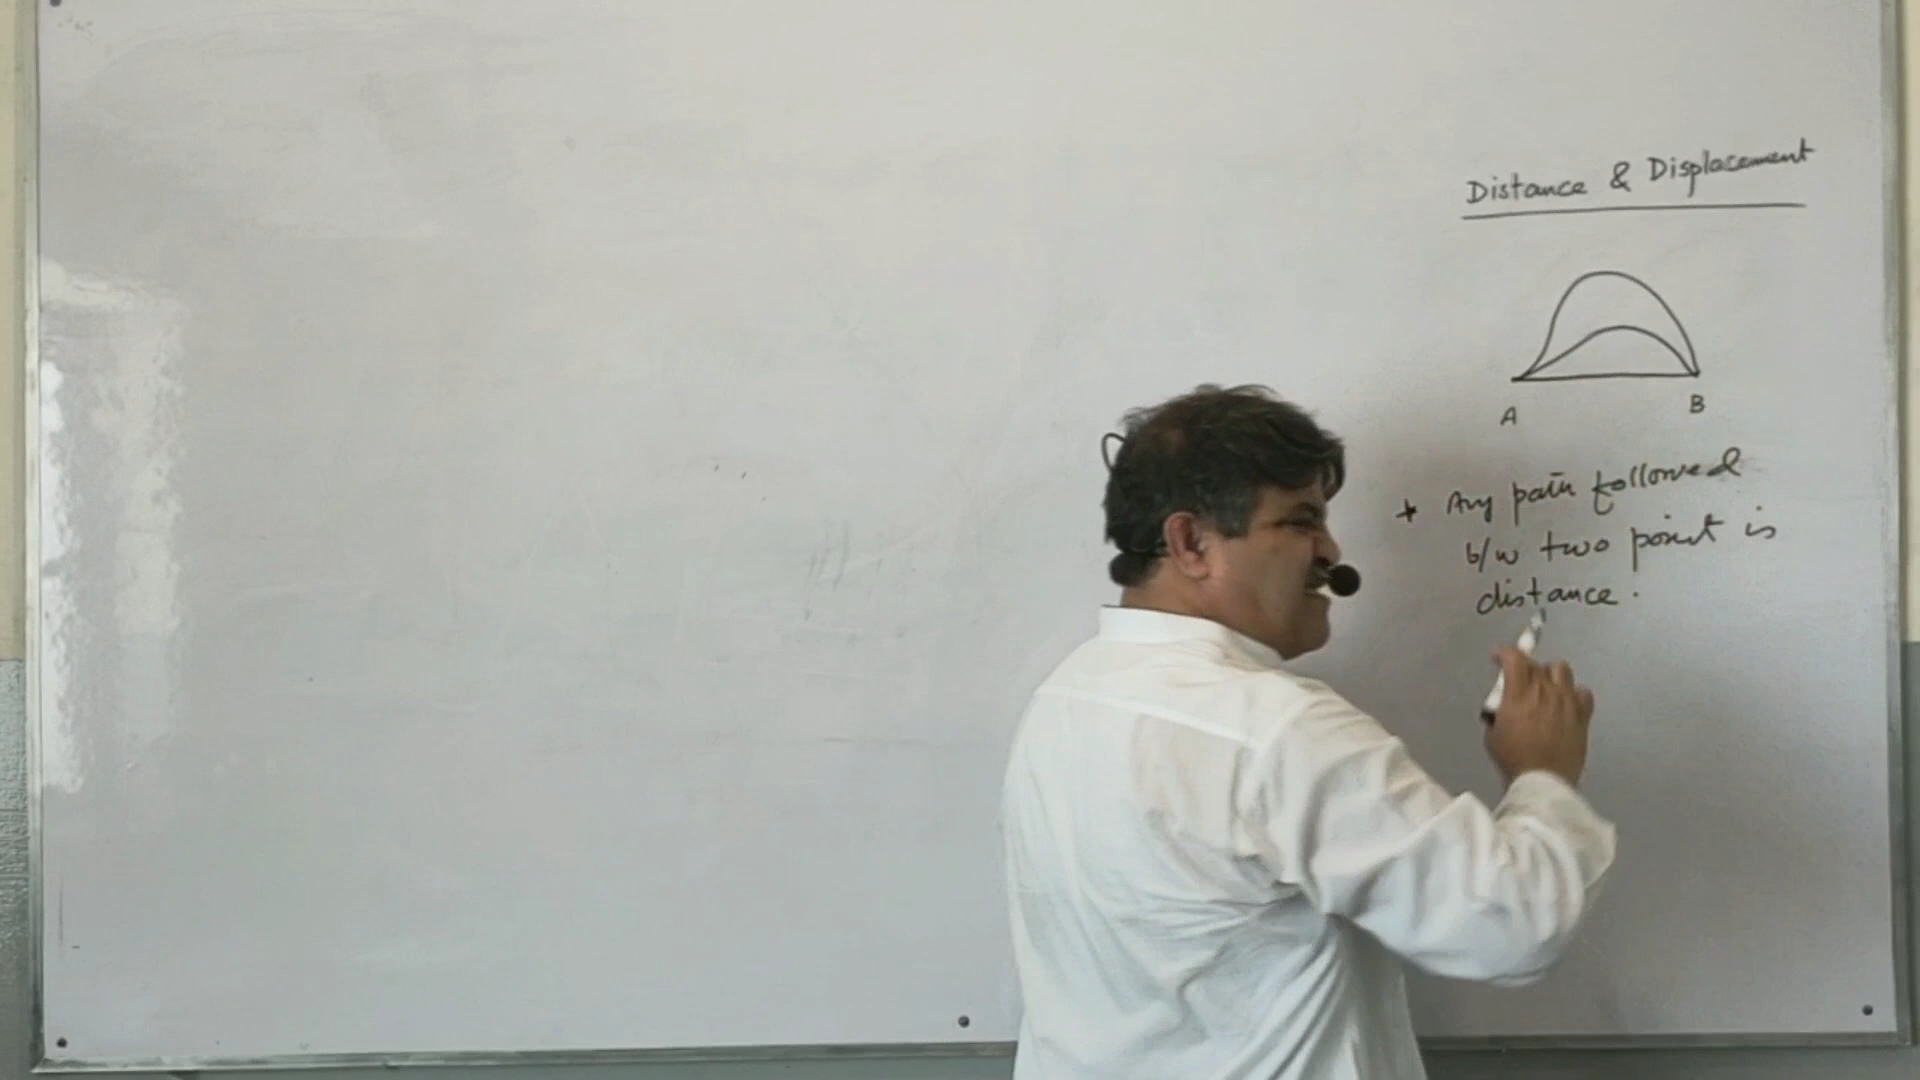 Distance & Displacement
A B
* Any path followed
b/w two point is
distance.